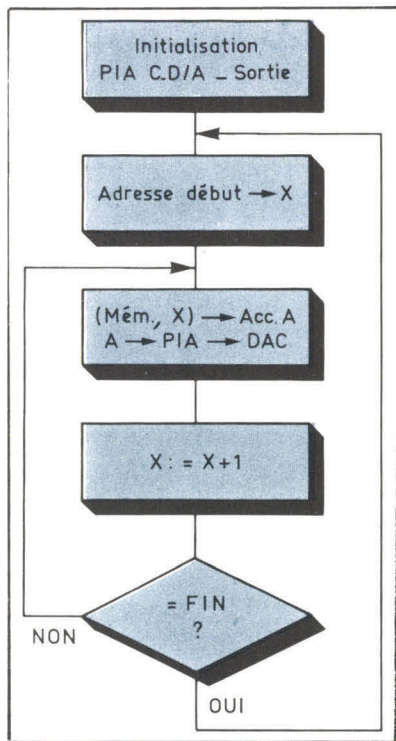 Initialisation
PIA C.D/A _ Sortie
Adresse début → X
(Mém., X) → Acc. A
A → PIA → DAC
X : = X+1
= FIN
?
NON
OUI